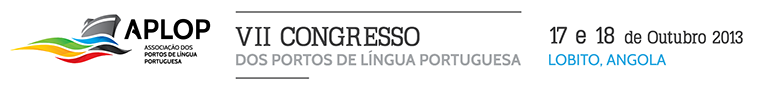 APLOP
ASSOCIAÇÃO DOS
PORTOS DE LÍNGUA
PORTUGUESA
VII CONGRESSO
DOS PORTOS DE LÍNGUA PORTUGUESA
17 e 18 de Outubro 2013
LOBITO, ANGOLA